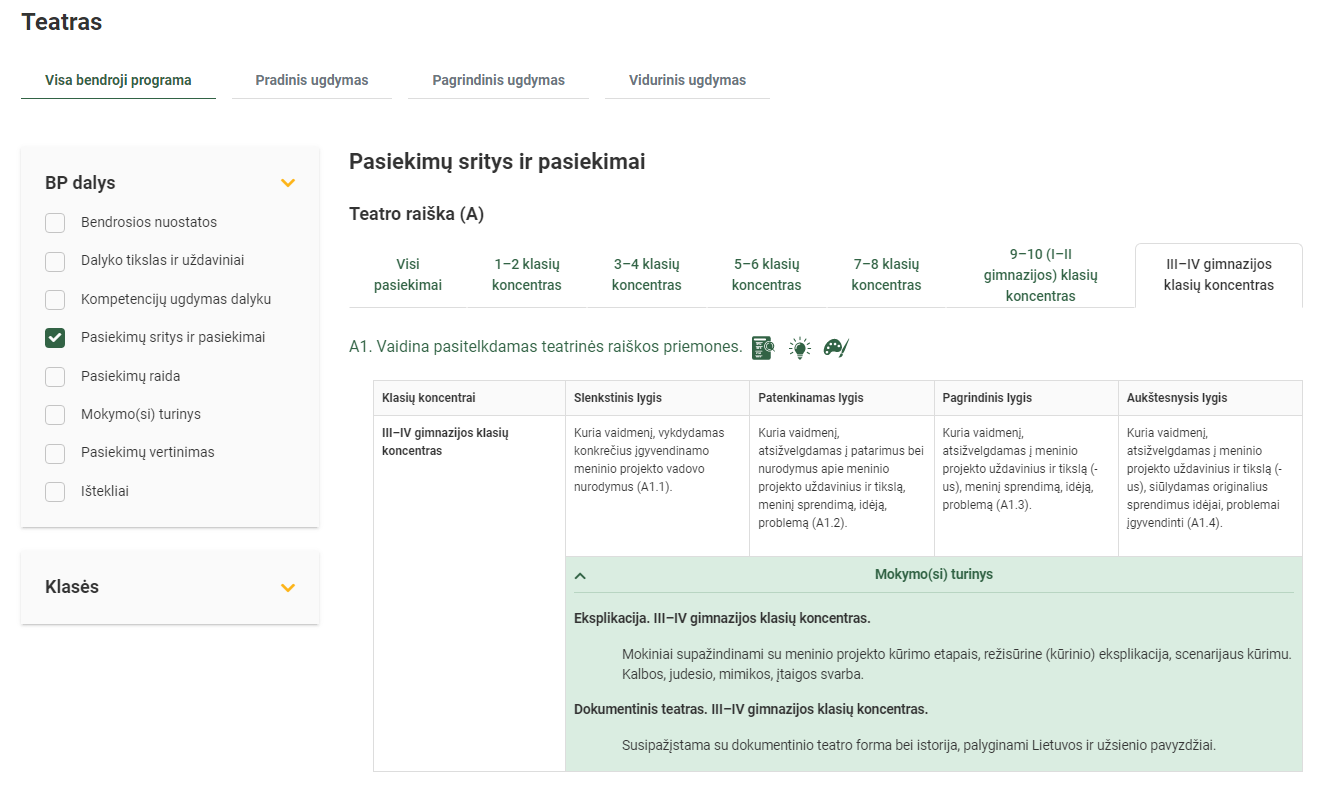 Teatras
Visa bendroji programa
Pradinis ugdymas
Pagrindinis ugdymas
Vidurinis ugdymas
BP dalys
Bendrosios nuostatos
Dalyko tikslas ir uždaviniai
Kompetencijų ugdymas dalyku
Pasiekimų sritys ir pasiekimai
Pasiekimų raida
Mokymo(si) turinys
Pasiekimų vertinimas
Ištekliai
Klasės
Pasiekimų sritys ir pasiekimai
Teatro raiška (A)
Visi
pasiekimai
1–2 klasių
koncentras
3–4 klasių
koncentras
5–6 klasių
koncentras
7–8 klasių
koncentras
9–10 (I–II
gimnazijos) klasių
koncentras
III–IV gimnazijos
klasių koncentras
A1. Vaidina pasitelkdamas teatrinės raiškos priemones.
Klasių koncentrai
Slenkstinis lygis
Patenkinamas lygis
Pagrindinis lygis
Aukštesnysis lygis
III–IV gimnazijos klasių
koncentras
Kuria vaidmenį, vykdydamas
konkrečius įgyvendinamo
meninio projekto vadovo
nurodymus (A1.1).
Kuria vaidmenį,
atsižvelgdamas į patarimus bei
nurodymus apie meninio
projekto uždavinius ir tikslą,
meninį sprendimą, idėją,
problemą (A1.2).
Kuria vaidmenį,
atsižvelgdamas į meninio
projekto uždavinius ir tikslą (-
us), meninį sprendimą, idėją,
problemą (A1.3).
Kuria vaidmenį,
atsižvelgdamas į meninio
projekto uždavinius ir tikslą (-
us), siūlydamas originalius
sprendimus idėjai, problemai
įgyvendinti (A1.4).
Mokymo(si) turinys
Eksplikacija. III–IV gimnazijos klasių koncentras.
Mokiniai supažindinami su meninio projekto kūrimo etapais, režisūrine (kūrinio) eksplikacija, scenarijaus kūrimu.
Kalbos, judesio, mimikos, įtaigos svarba.
Dokumentinis teatras. III–IV gimnazijos klasių koncentras.
Susipažįstama su dokumentinio teatro forma bei istorija, palyginami Lietuvos ir užsienio pavyzdžiai.